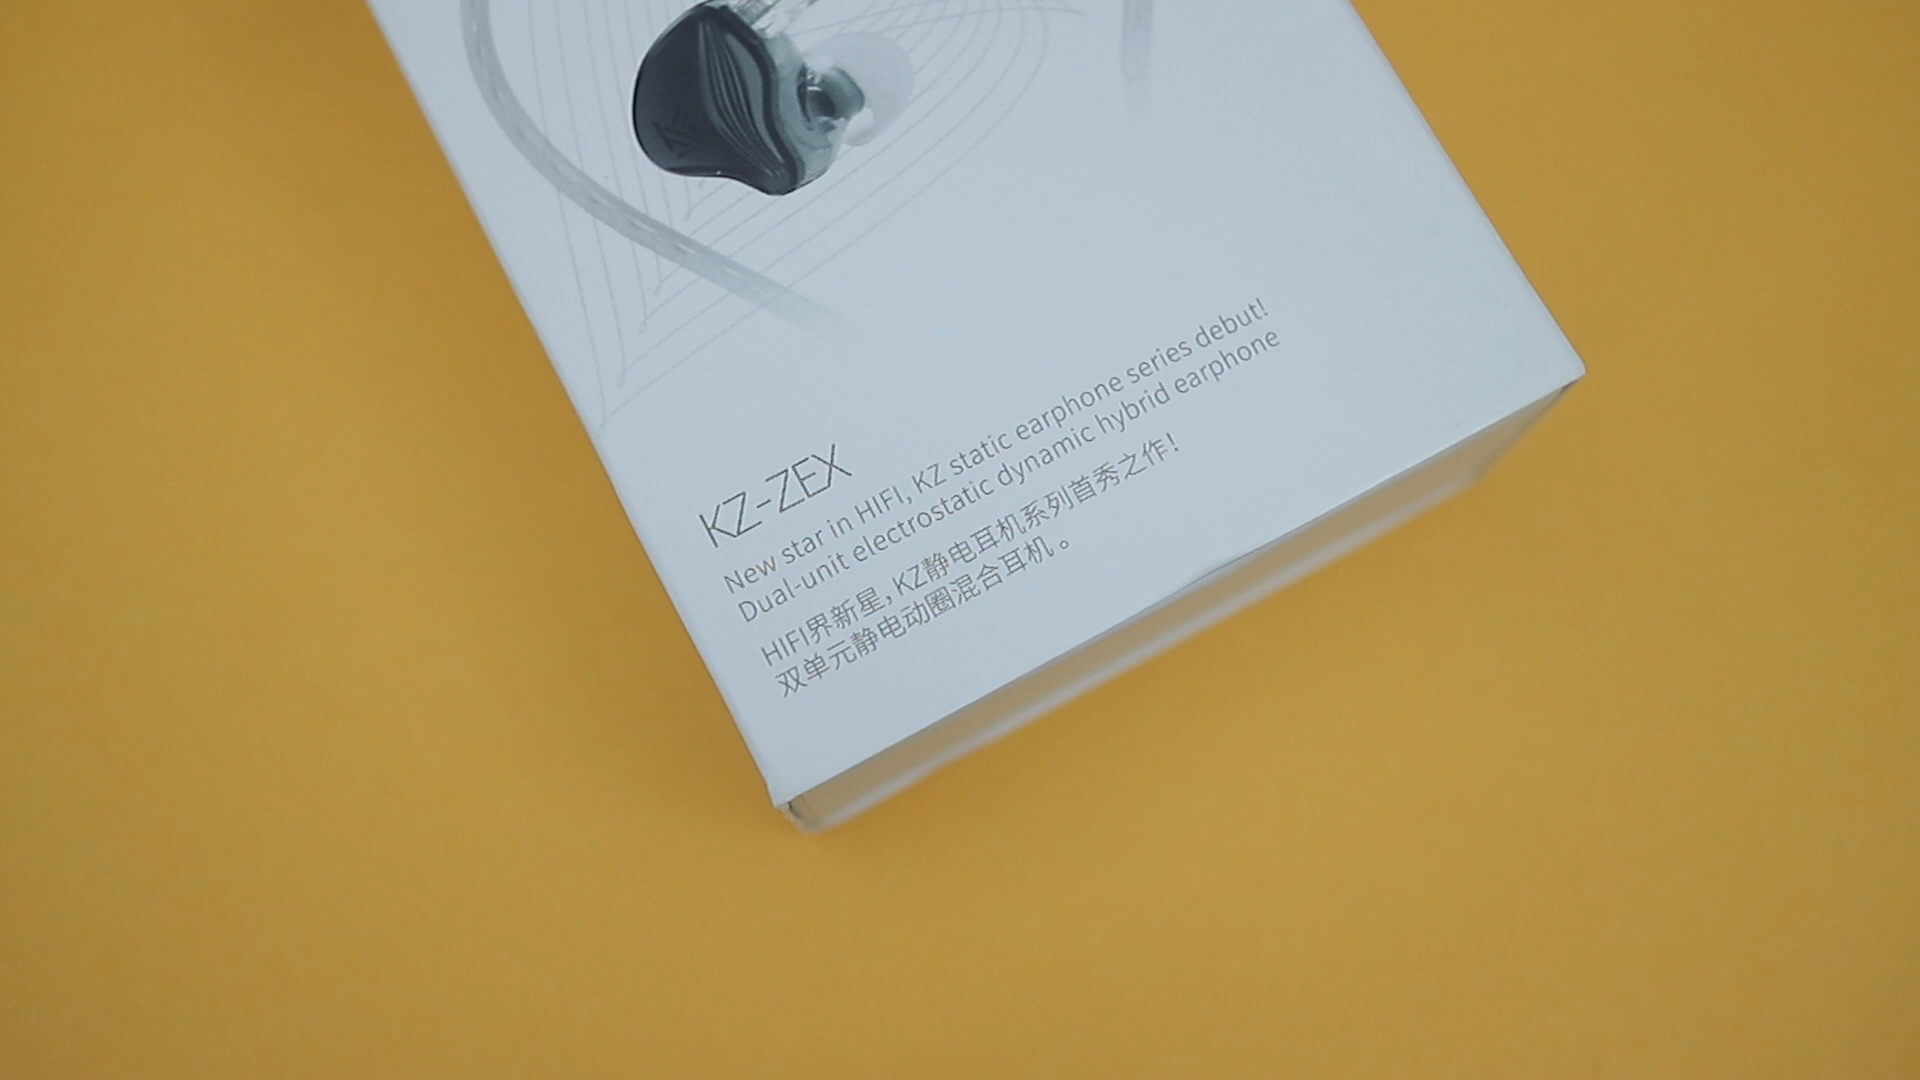 KZ-ZEX
New star in HIFI, KZ static earphone series debut!
Dual-unit electrostatic dynamic hybrid earphone
HIFI界新星,KZ静电耳机系列首秀之作!
双单元静电动圈混合耳机。